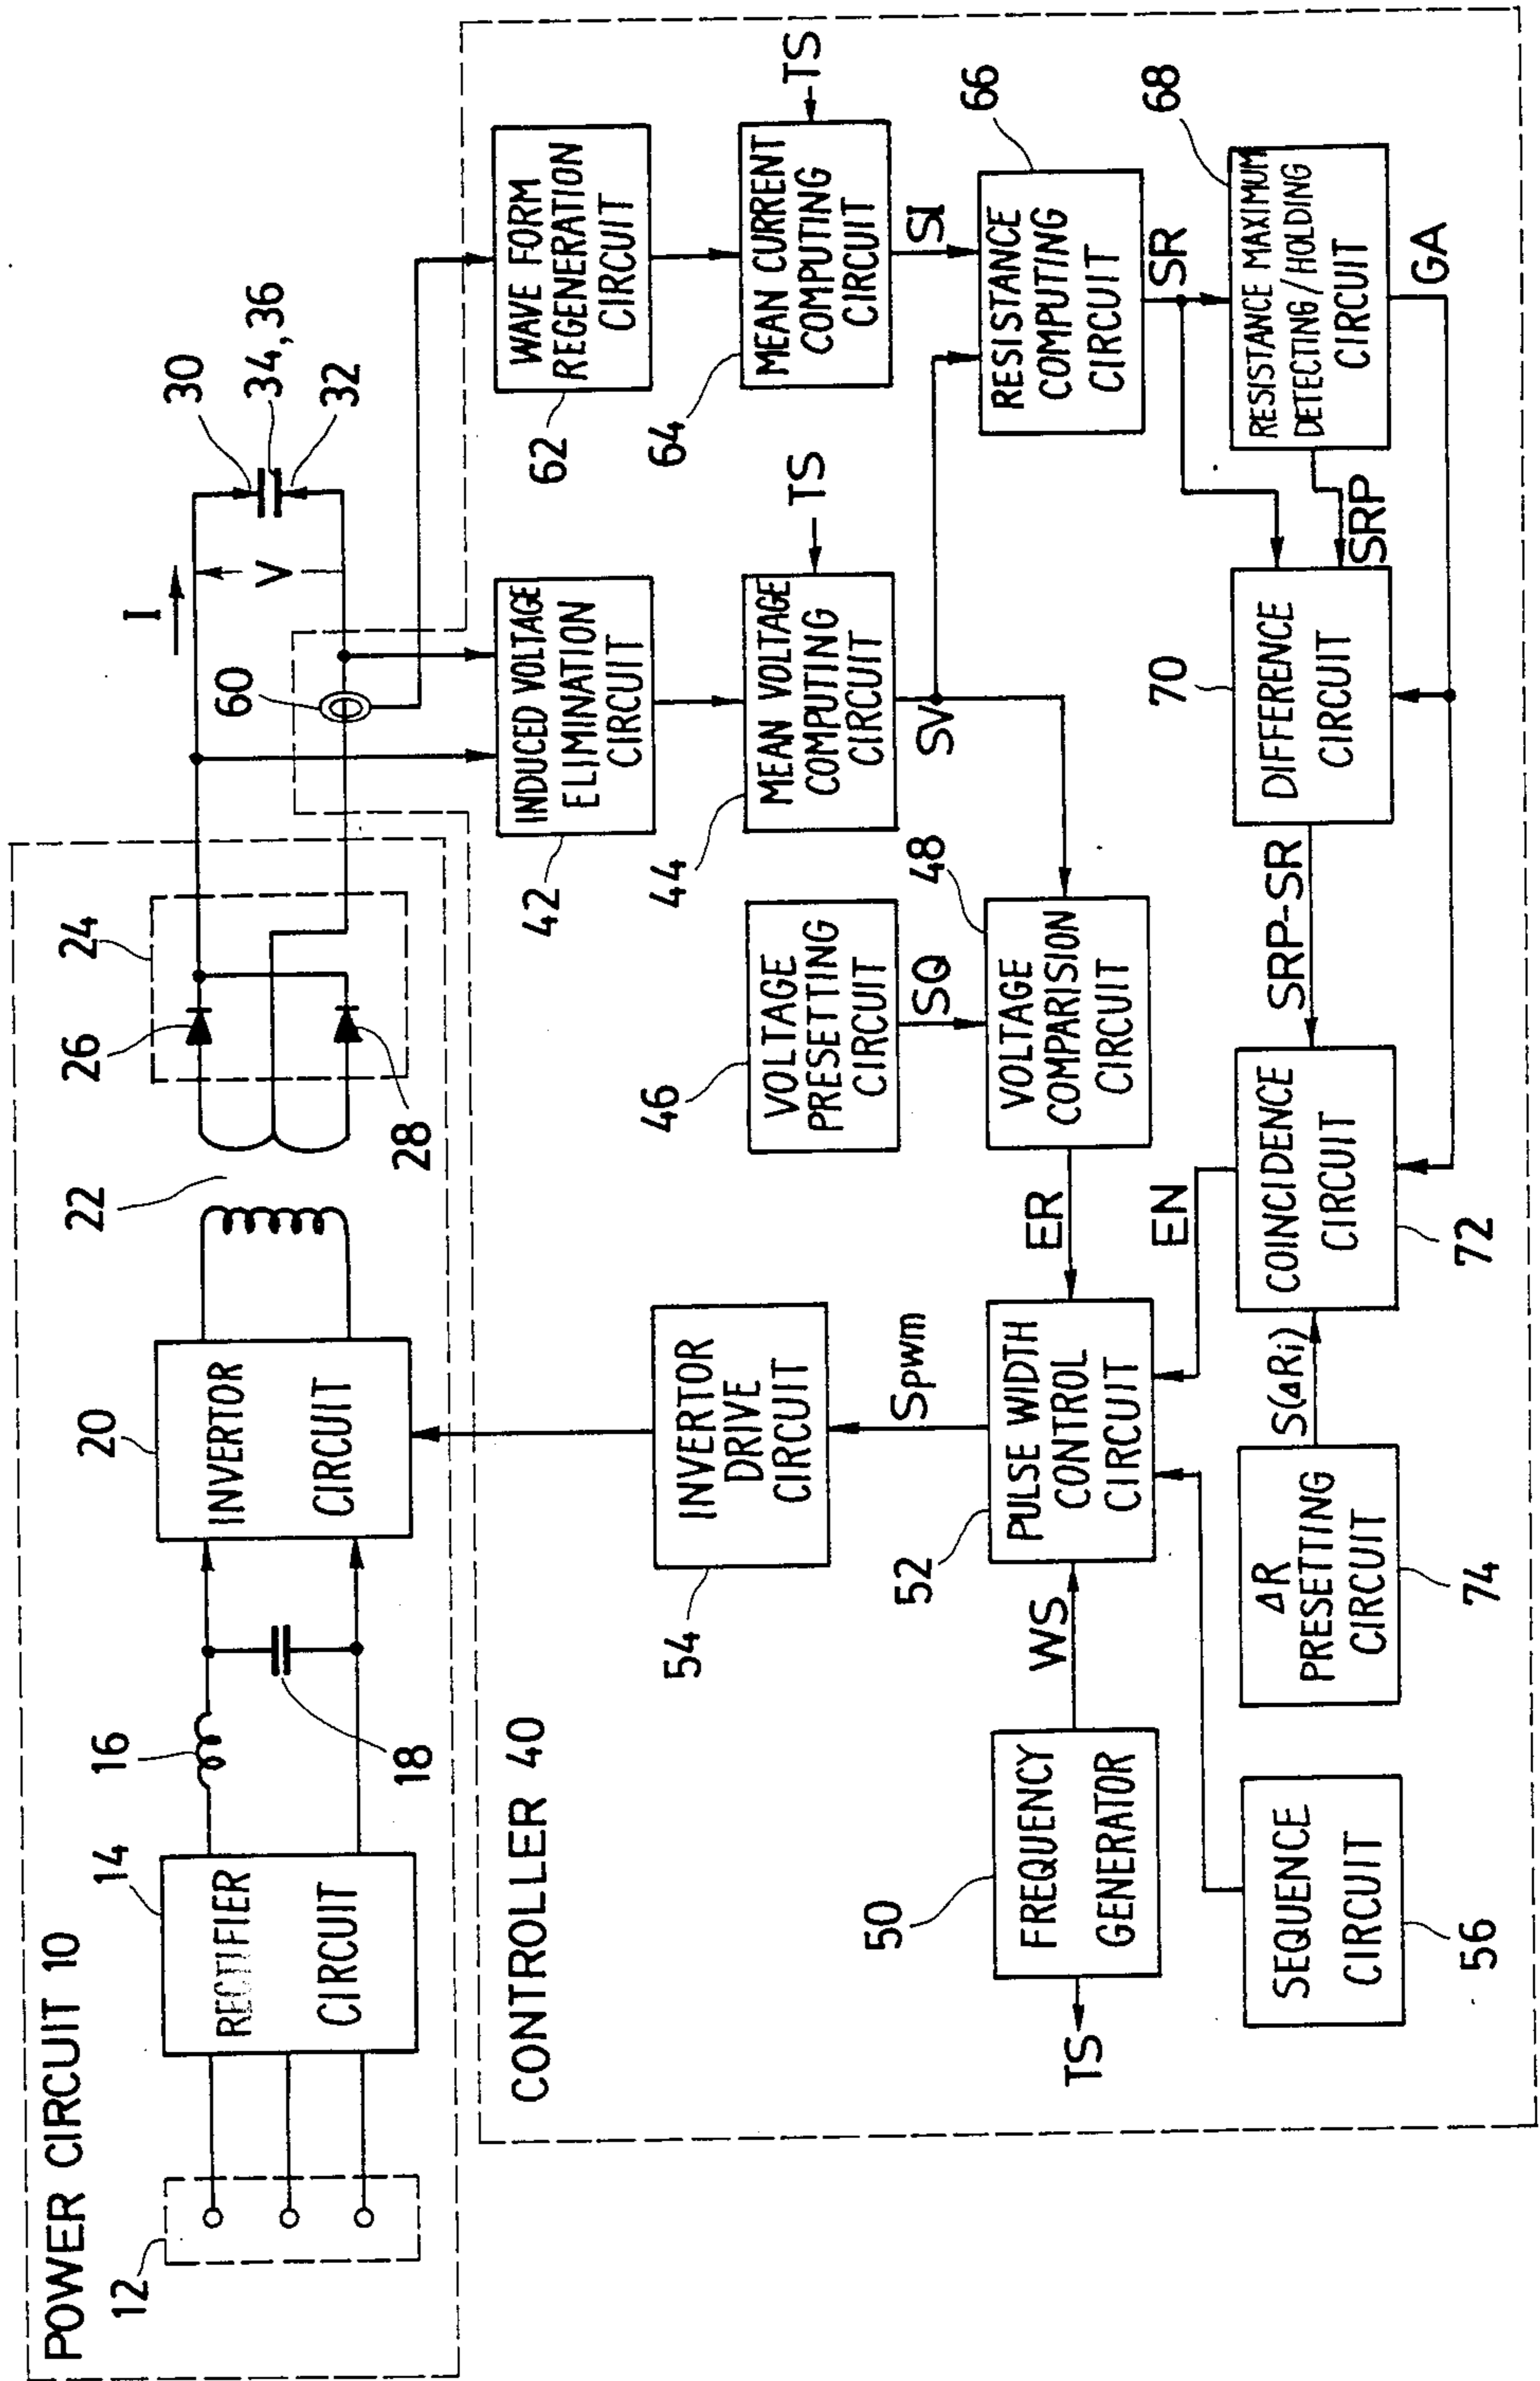 POWER CIRCUIT 10
12
14
RECTIFIER
CIRCUIT
16
18
20
INVERTOR
CIRCUIT
22
24
26
28
I
V
30
34, 36
32
60
CONTROLLER 40
INDUCED VOLTAGE
ELIMINATION
CIRCUIT
42
WAVE FORM
REGENERATION
CIRCUIT
62
INVERTOR
DRIVE
CIRCUIT
54
VOLTAGE
PRESETTING
CIRCUIT
46
SQ
MEAN VOLTAGE
COMPUTING
CIRCUIT
44
TS
SV
MEAN CURRENT
COMPUTING
CIRCUIT
64
TS
SI
50
FREQUENCY
GENERATOR
TS
WS
52
PULSE WIDTH
CONTROL
CIRCUIT
Spwm
ER
48
VOLTAGE
COMPARISION
CIRCUIT
RESISTANCE
COMPUTING
CIRCUIT
66
SR
SEQUENCE
CIRCUIT
56
ΔR
PRESETTING
CIRCUIT
74
S(ΔRi)
EN
COINCIDENCE
CIRCUIT
72
SRP-SR
70
DIFFERENCE
CIRCUIT
SRP
RESISTANCE MAXIMUM
DETECTING/HOLDING
CIRCUIT
68
GA